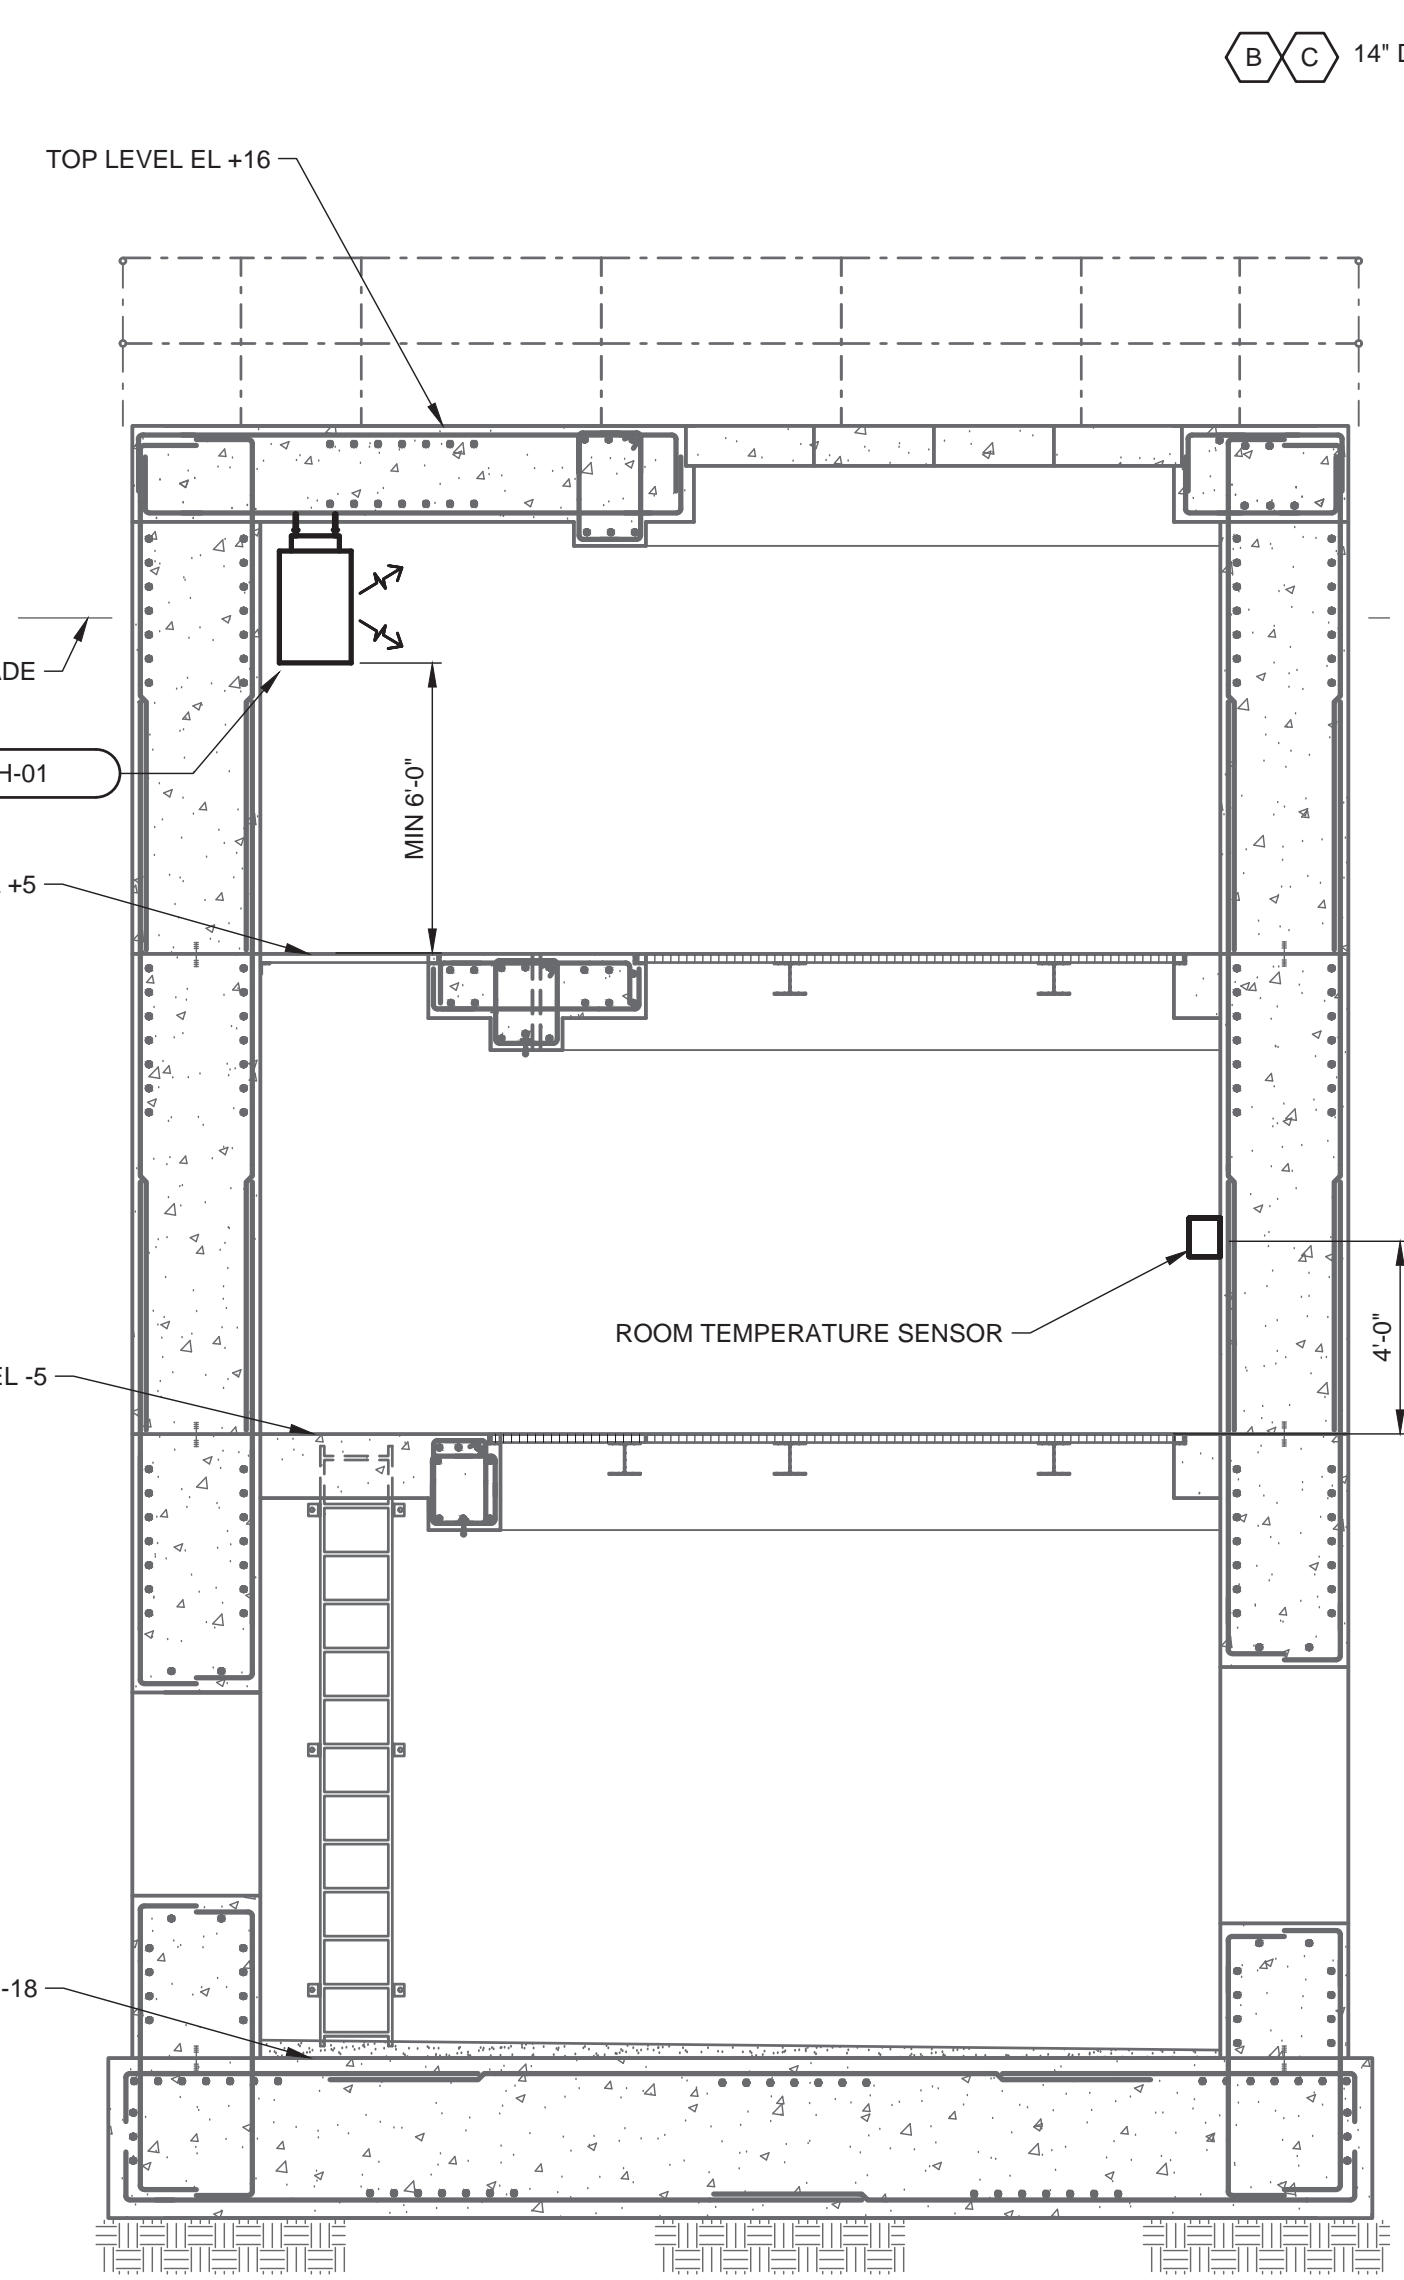 B C 14" D
TOP LEVEL EL +16
ADE
H-01
MIN 6'-0"
+5
ROOM TEMPERATURE SENSOR
4'-0"
EL -5
-18